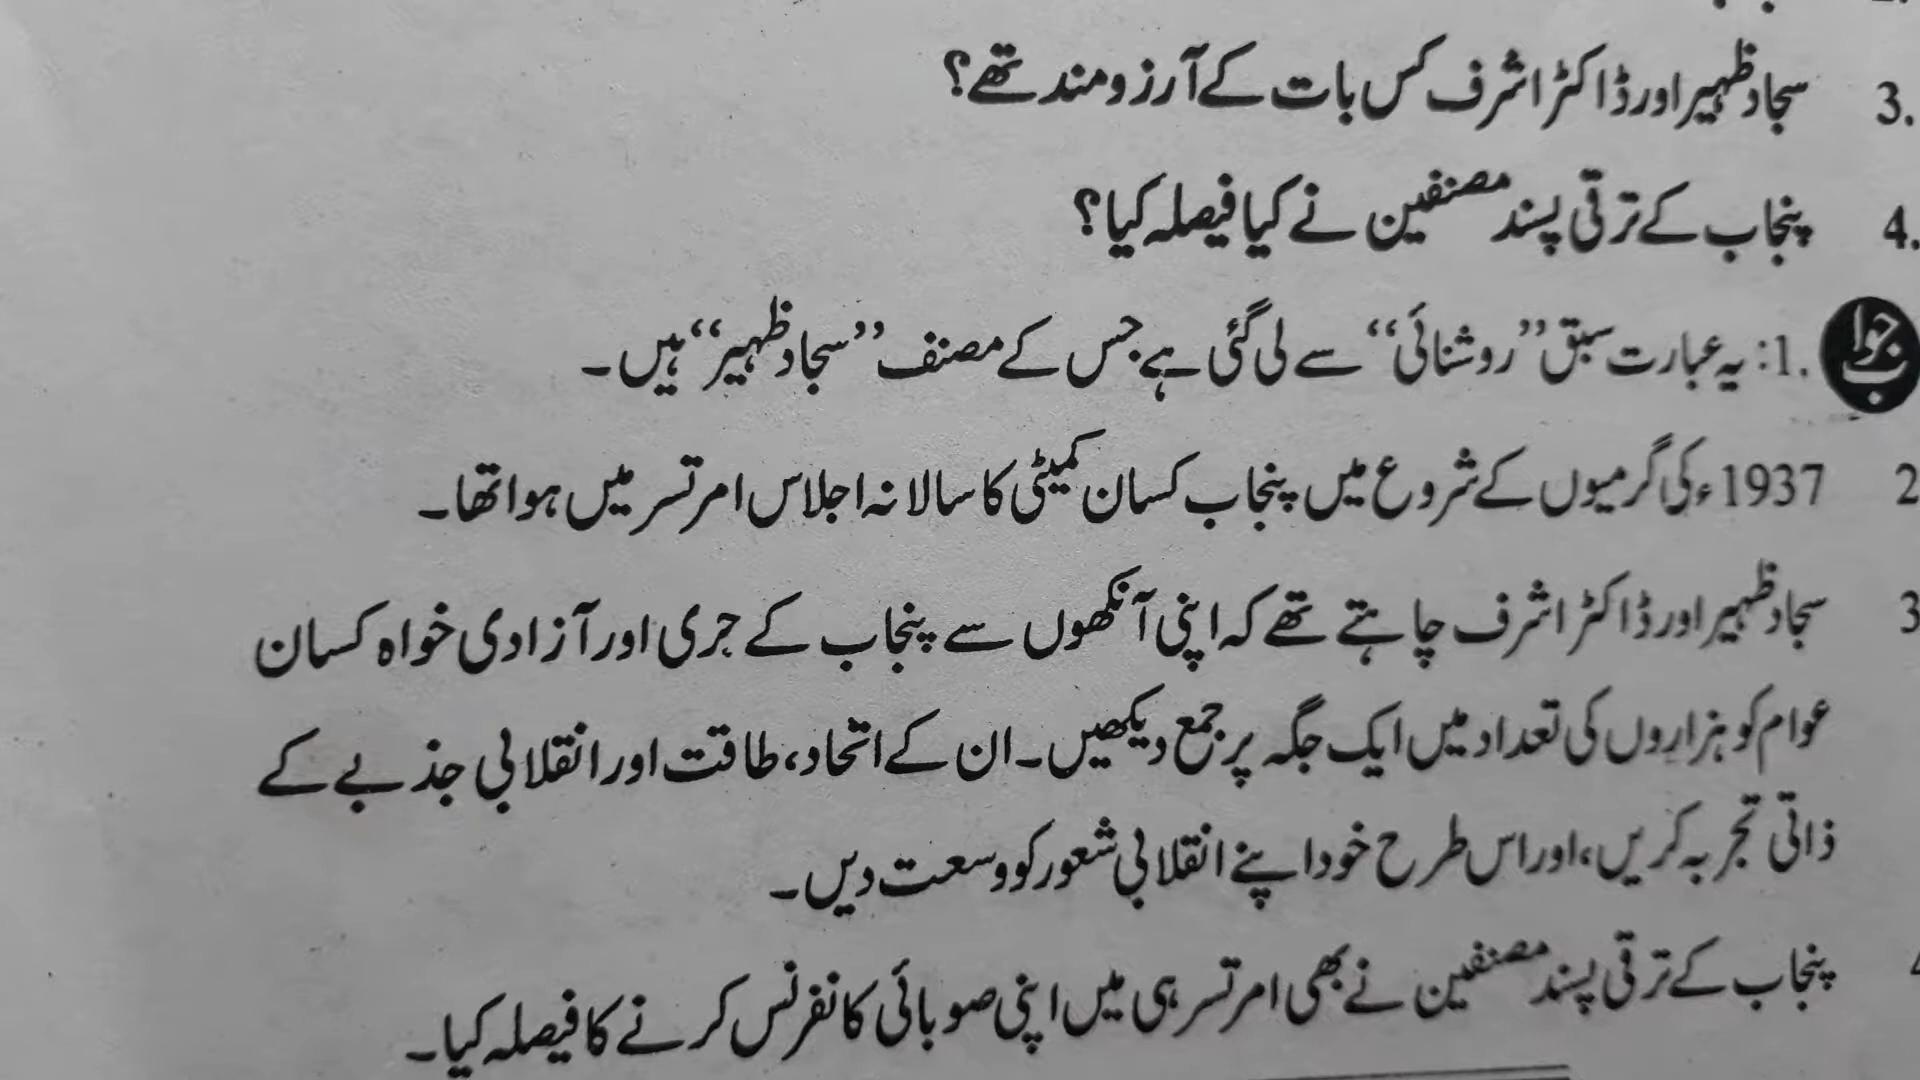 3. سجاد ظہیر اور ڈاکٹر اشرف کس بات کے آرزو مند تھے؟
4. پنجاب کے ترقی پسند مصنفین نے کیا فیصلہ کیا؟
جواب 1.: یہ عبارت سبق ”روشنائی“ سے لی گئی ہے جس کے مصنف ”سجاد ظہیر“ ہیں۔
2 1937ء کی گرمیوں کے شروع میں پنجاب کسان کمیٹی کا سالانہ اجلاس امرتسر میں ہوا تھا۔
3 سجاد ظہیر اور ڈاکٹر اشرف چاہتے تھے کہ اپنی آنکھوں سے پنجاب کے جری اور آزادی خواہ کسان
عوام کو ہزاروں کی تعداد میں ایک جگہ پر جمع دیکھیں۔ ان کے اتحاد، طاقت اور انقلابی جذبے کے
ذاتی تجربہ کریں، اور اس طرح خود اپنے انقلابی شعور کو وسعت دیں۔
4 پنجاب کے ترقی پسند مصنفین نے بھی امرتسر ہی میں اپنی صوبائی کانفرنس کرنے کا فیصلہ کیا۔